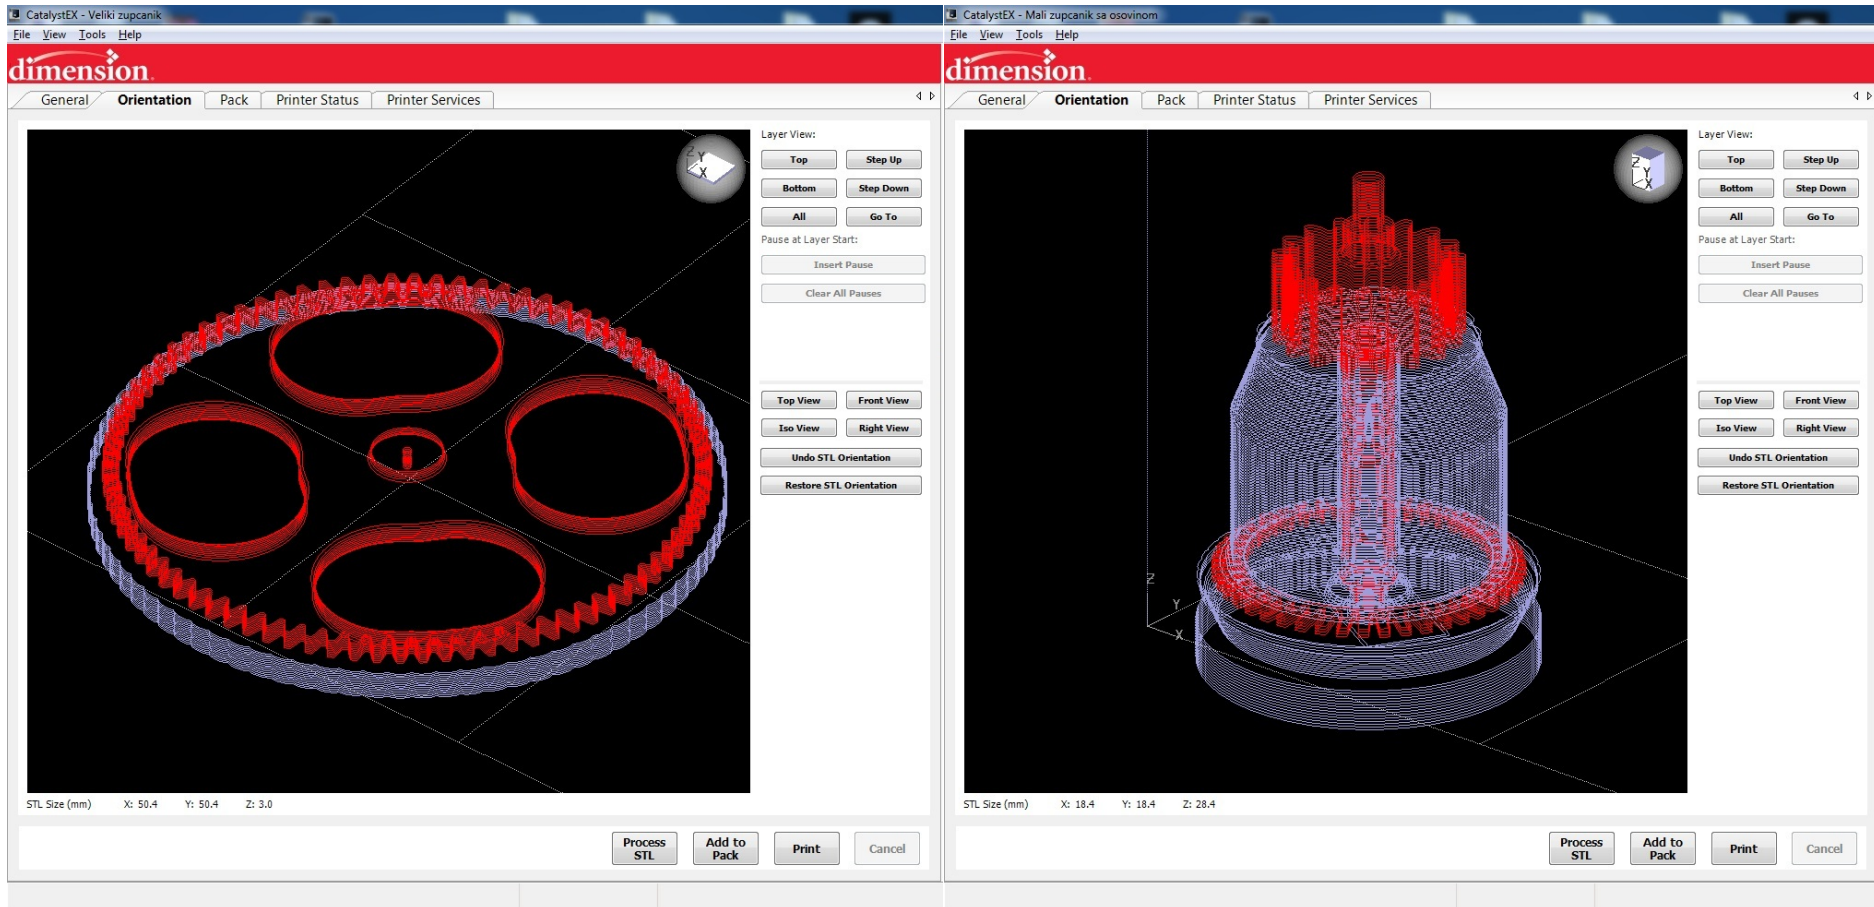 CatalystEX - Veliki zupcanik
File View Tools Help
dimension
General Orientation Pack Printer Status Printer Services
Layer View:
Top Step Up
Bottom Step Down
All Go To
Pause at Layer Start:
Insert Pause
Clear All Pauses
Top View Front View
Iso View Right View
Undo STL Orientation
Restore STL Orientation
Z
Y
X
STL Size (mm) X: 50.4 Y: 50.4 Z: 3.0
Process STL Add to Pack Print Cancel
CatalystEX - Mali zupcanik sa osovinom
File View Tools Help
dimension
General Orientation Pack Printer Status Printer Services
Layer View:
Top Step Up
Bottom Step Down
All Go To
Pause at Layer Start:
Insert Pause
Clear All Pauses
Top View Front View
Iso View Right View
Undo STL Orientation
Restore STL Orientation
Z
Y
X
Z
Y
X
STL Size (mm) X: 18.4 Y: 18.4 Z: 28.4
Process STL Add to Pack Print Cancel